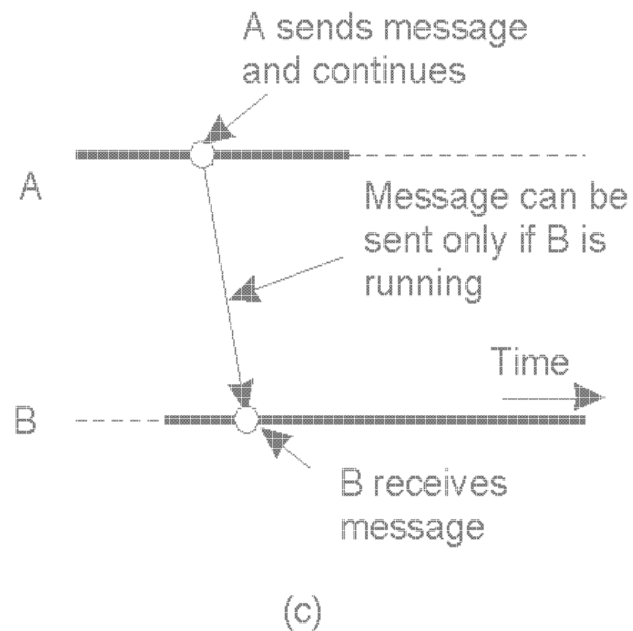 A sends message
and continues
A
Message can be
sent only if B is
running
Time
B
B receives
message
(c)